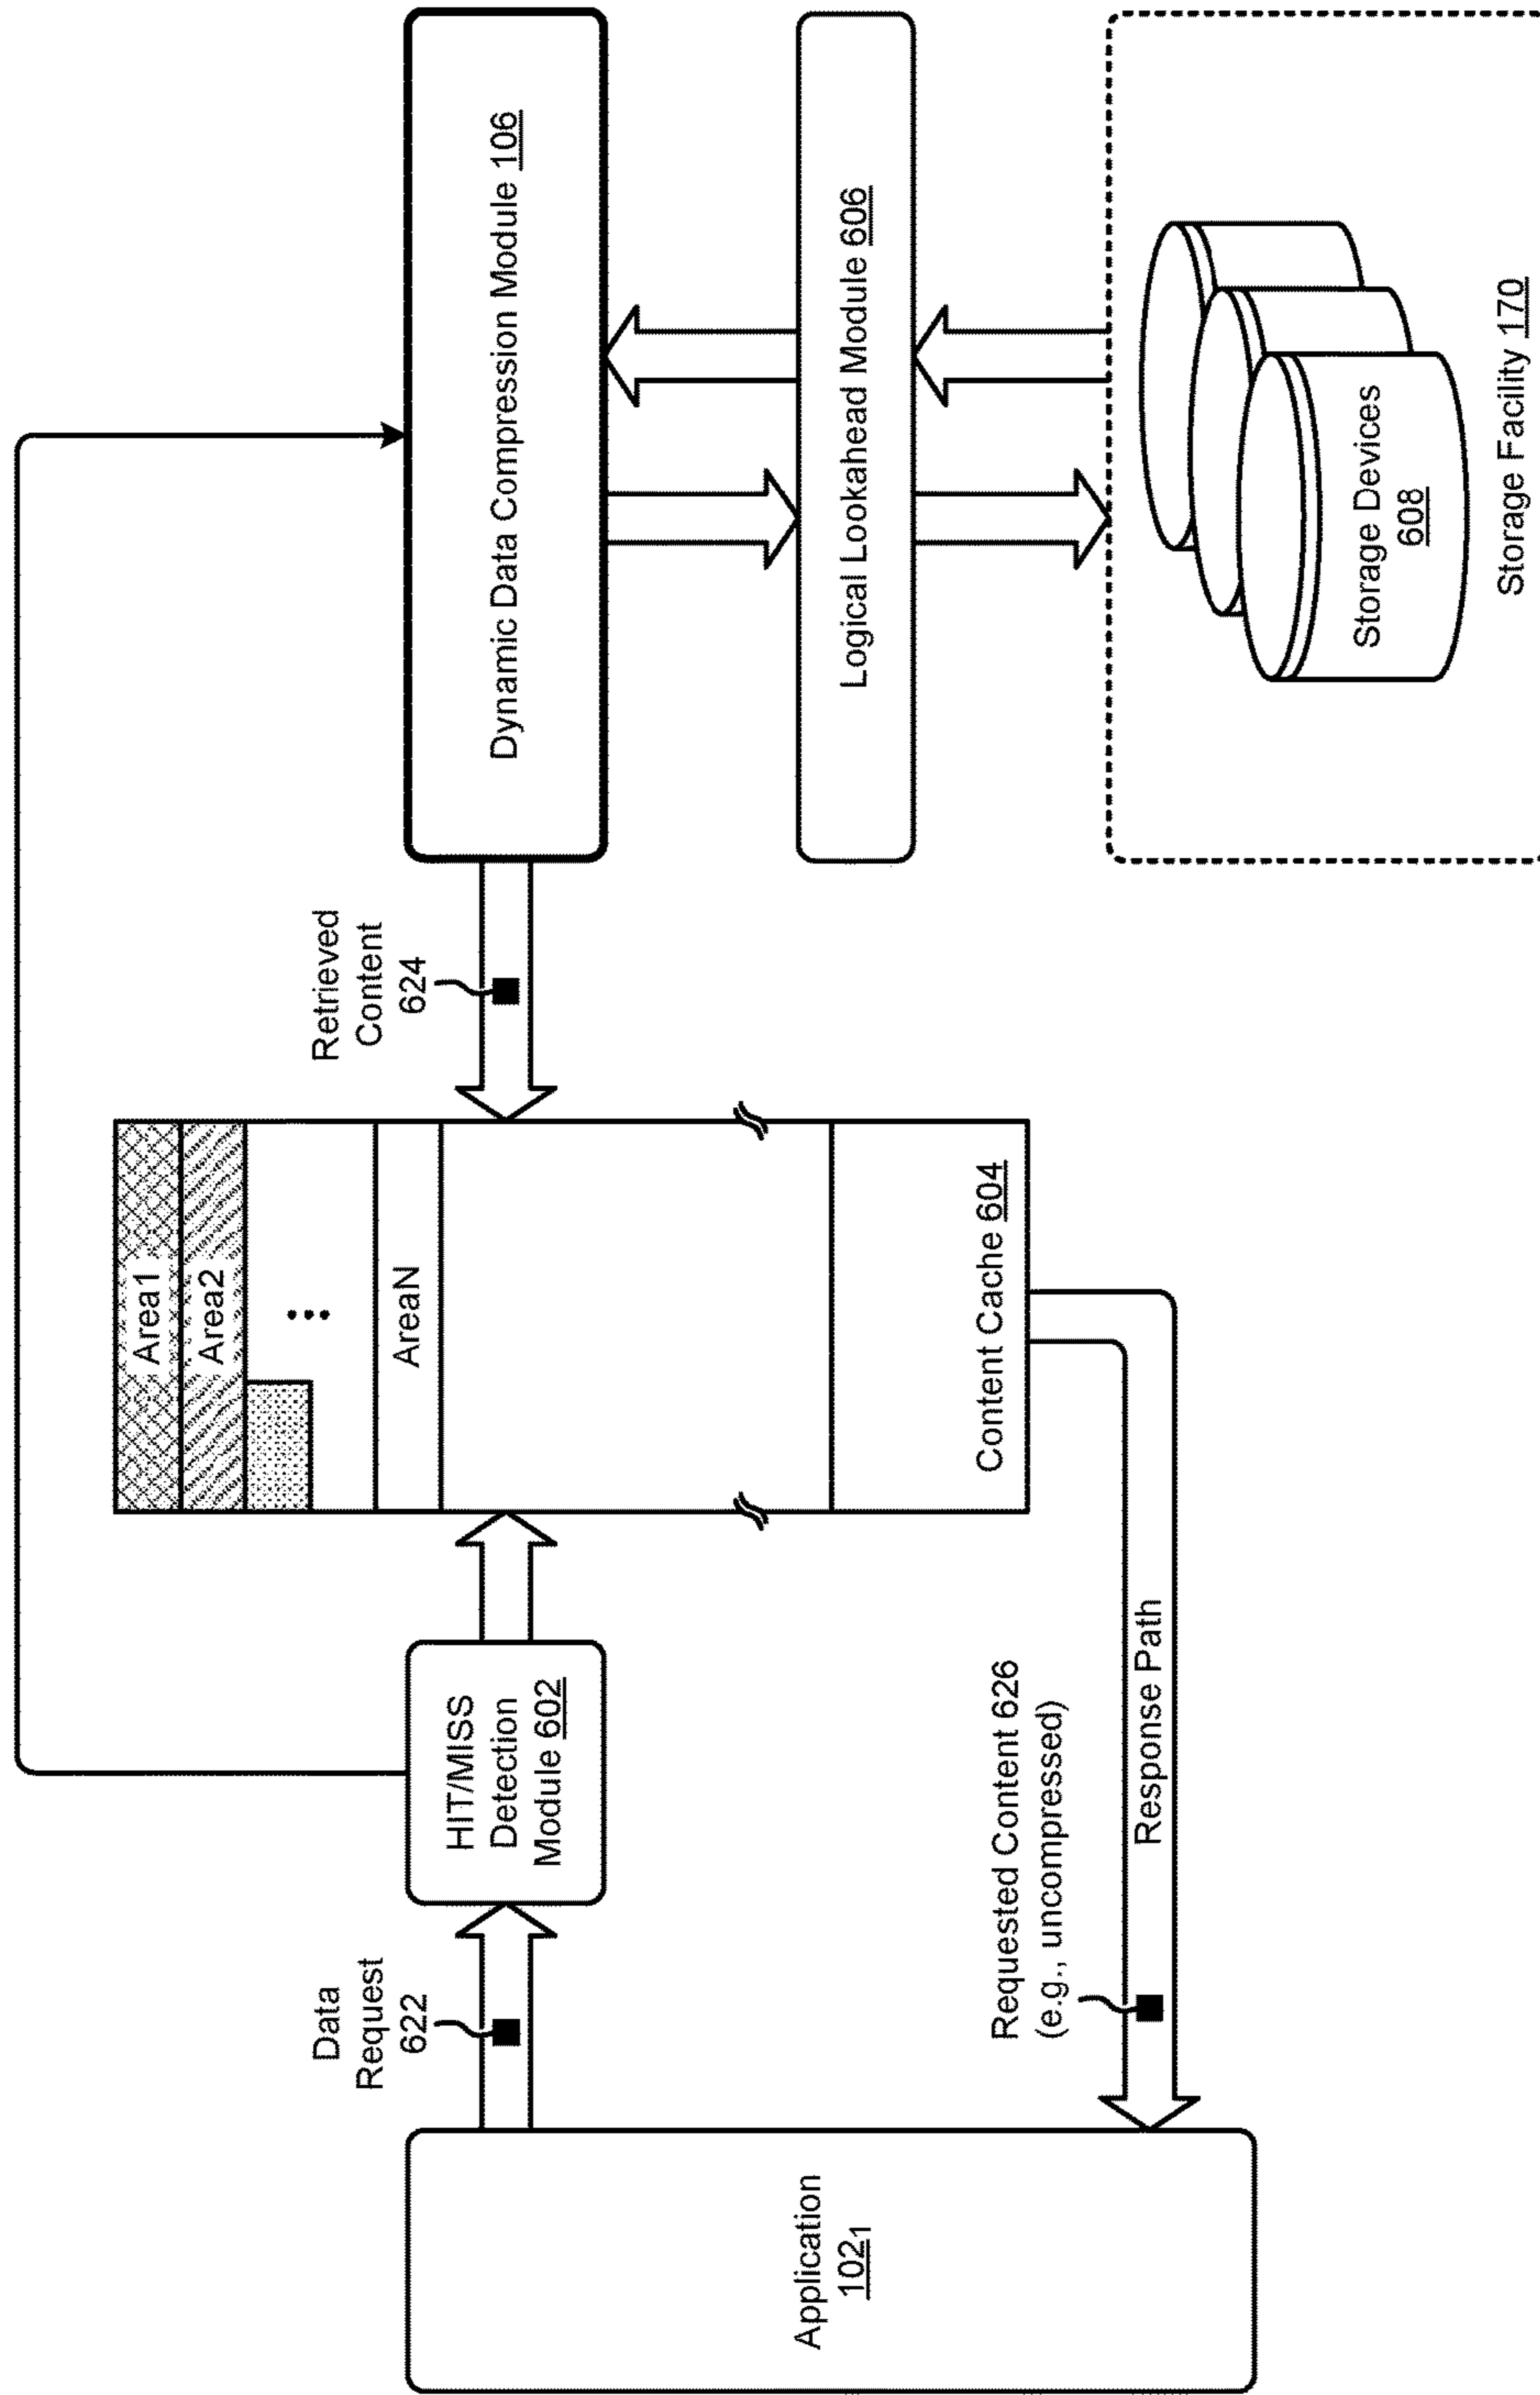 Data
Request
622
HIT/MISS
Detection
Module 602
Area1
Area2
⋮
AreaN
Content Cache 604
Retrieved
Content
624
Dynamic Data Compression Module 106
Application
102₁
Requested Content 626
(e.g., uncompressed)
Response Path
Logical Lookahead Module 606
Storage Devices
608
Storage Facility 170